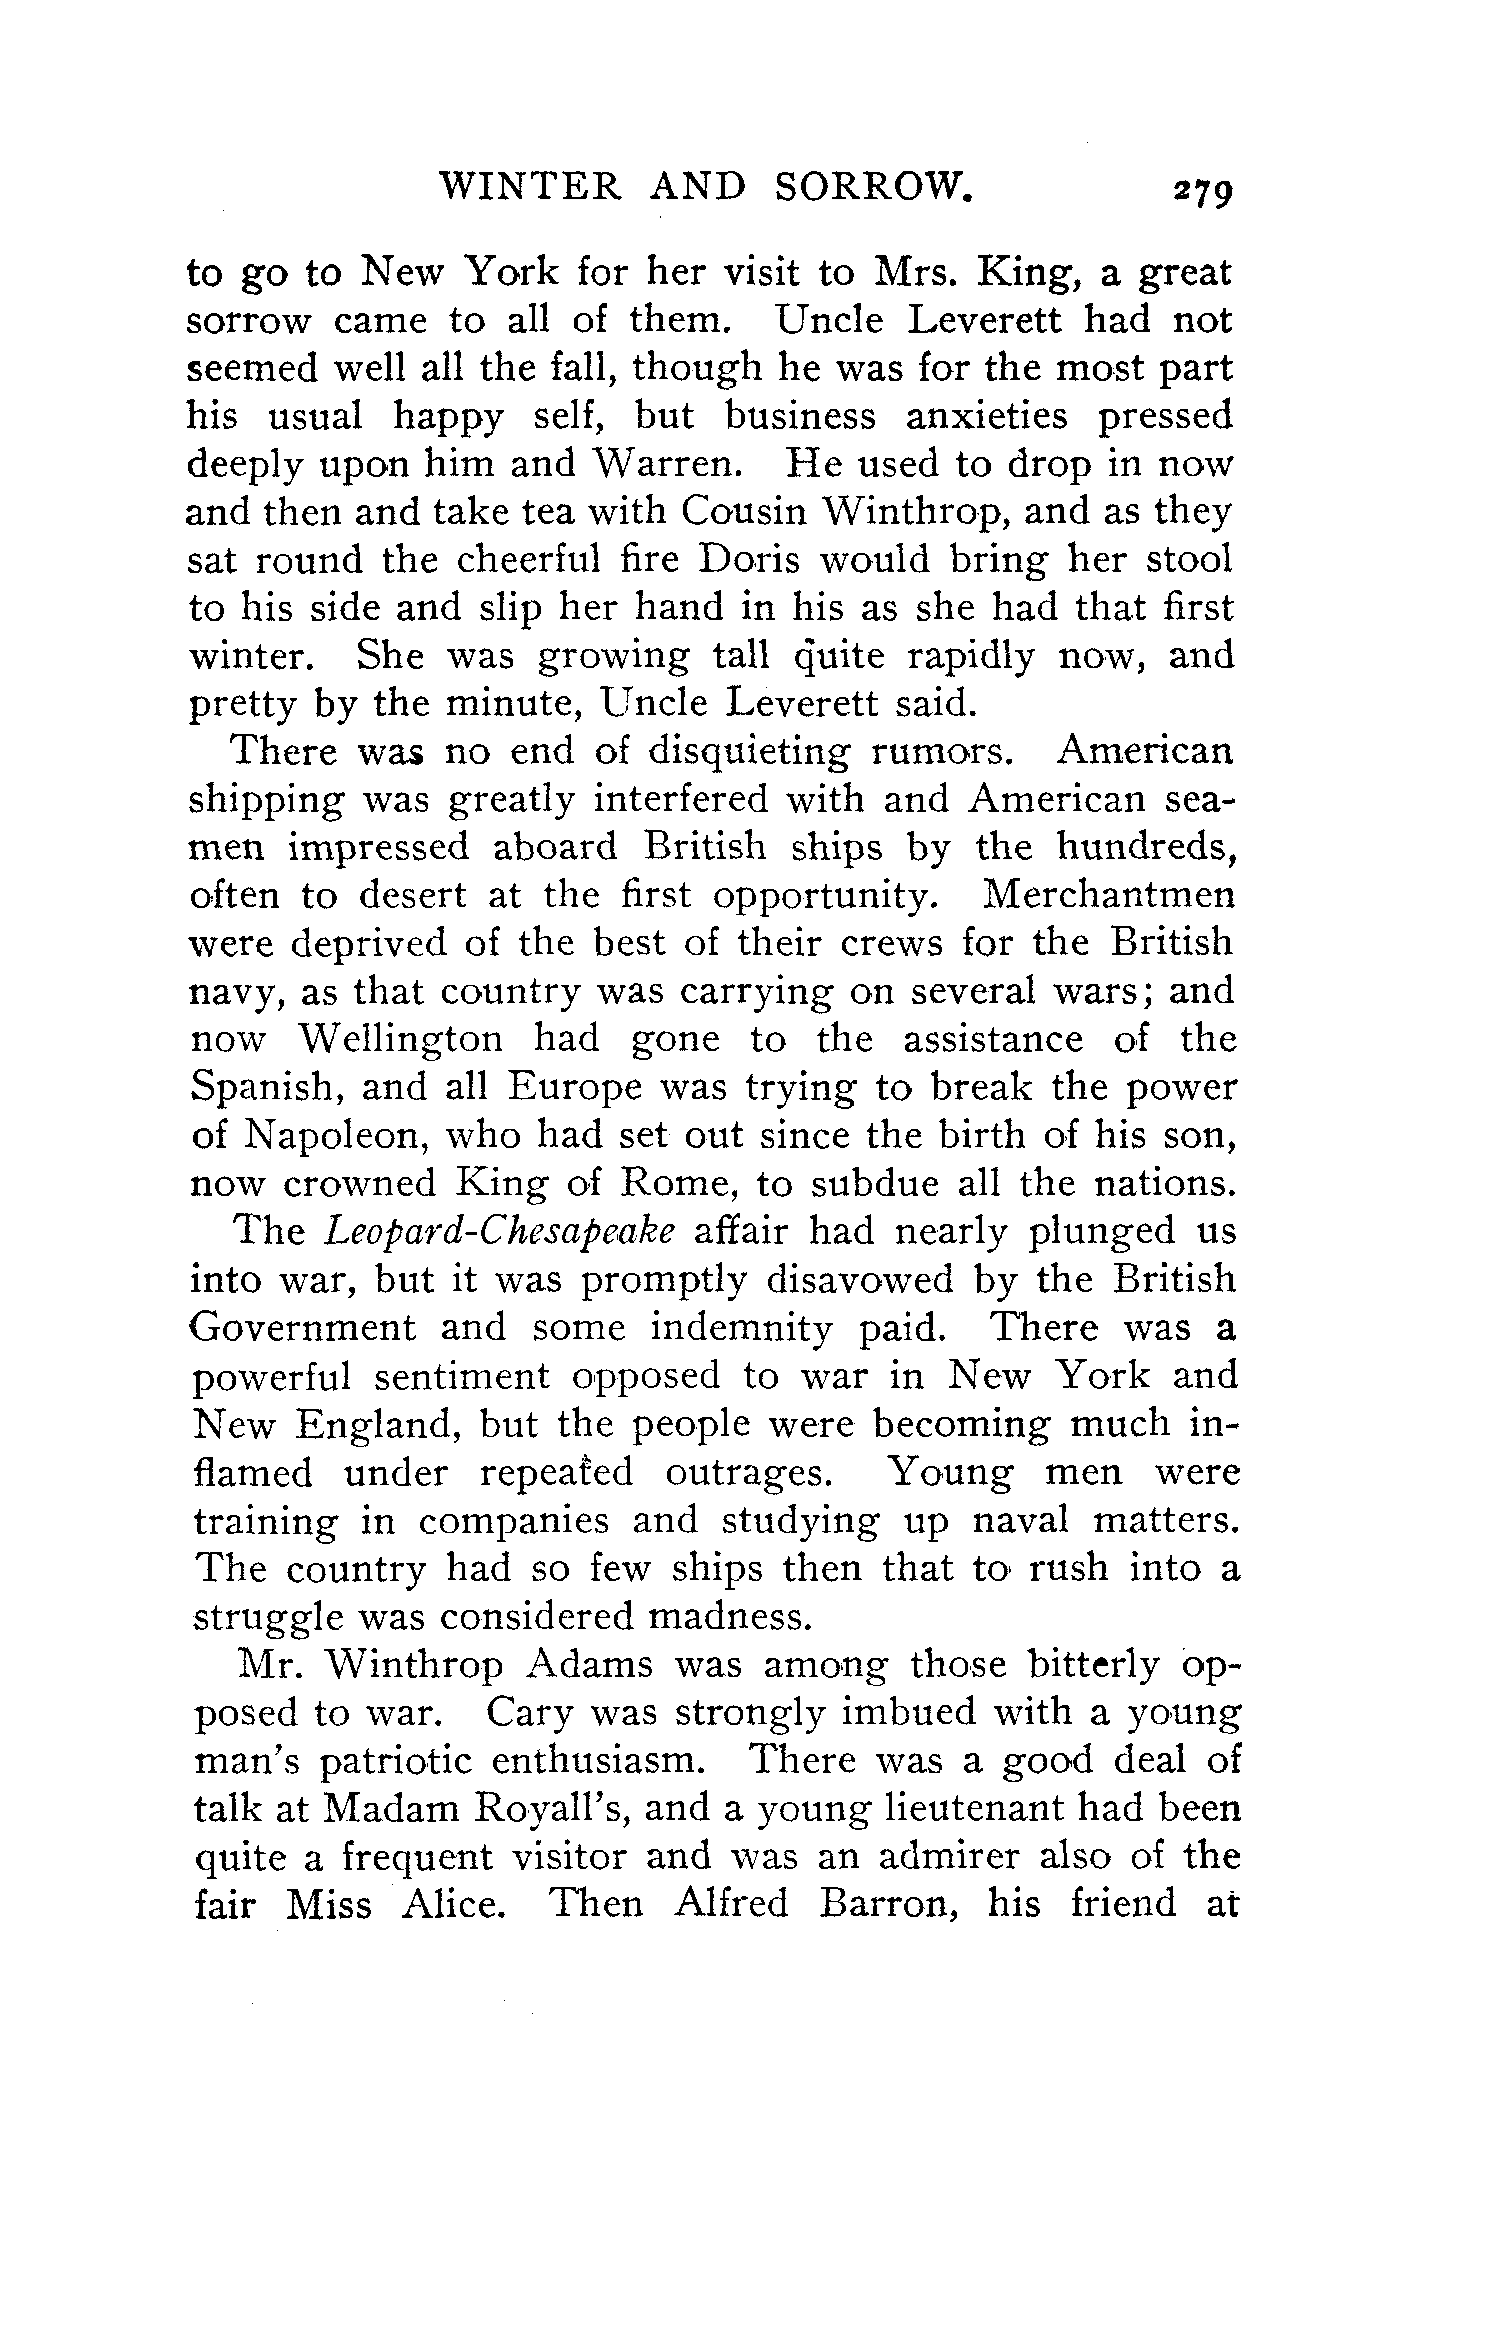 WINTER AND SORROW. 279
to go to New York for her visit to Mrs. King, a great
sorrow came to all of them. Uncle Leverett had not
seemed well all the fall, though he was for the most part
his usual happy self, but business anxieties pressed
deeply upon him and Warren. He used to drop in now
and then and take tea with Cousin Winthrop, and as they
sat round the cheerful fire Doris would bring her stool
to his side and slip her hand in his as she had that first
winter. She was growing tall quite rapidly now, and
pretty by the minute, Uncle Leverett said.
There was no end of disquieting rumors. American
shipping was greatly interfered with and American sea-
men impressed aboard British ships by the hundreds,
often to desert at the first opportunity. Merchantmen
were deprived of the best of their crews for the British
navy, as that country was carrying on several wars; and
now Wellington had gone to the assistance of the
Spanish, and all Europe was trying to break the power
of Napoleon, who had set out since the birth of his son,
now crowned King of Rome, to subdue all the nations.
The Leopard-Chesapeake affair had nearly plunged us
into war, but it was promptly disavowed by the British
Government and some indemnity paid. There was a
powerful sentiment opposed to war in New York and
New England, but the people were becoming much in-
flamed under repeated outrages. Young men were
training in companies and studying up naval matters.
The country had so few ships then that to rush into a
struggle was considered madness.
Mr. Winthrop Adams was among those bitterly op-
posed to war. Cary was strongly imbued with a young
man's patriotic enthusiasm. There was a good deal of
talk at Madam Royall's, and a young lieutenant had been
quite a frequent visitor and was an admirer also of the
fair Miss Alice. Then Alfred Barron, his friend at